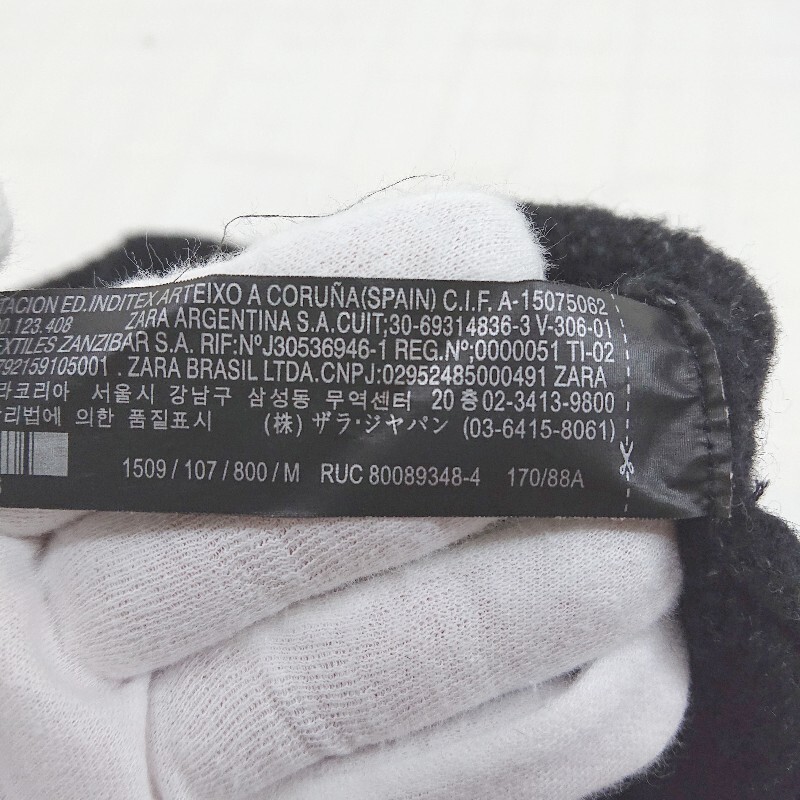 TACION ED.INDITEX ARTEIXO A CORUÑA(SPAIN) C.I.F. A-15075062
0.123.408 ZARA ARGENTINA S.A.CUIT;30-69314836-3 V-306-01
EXTILES ZANZIBAR S.A. RIF:NºJ30536946-1 REG.Nº;0000051 TI-02
792159105001 . ZARA BRASIL LTDA.CNPJ:02952485000491 ZARA
라코리아 서울시 강남구 삼성동 무역센터 20층02-3413-9800
리법에 의한 품질표시 (株) ザラ・ジャパン (03-6415-8061)
1509 / 107 / 800 / M RUC 80089348-4 170/88A